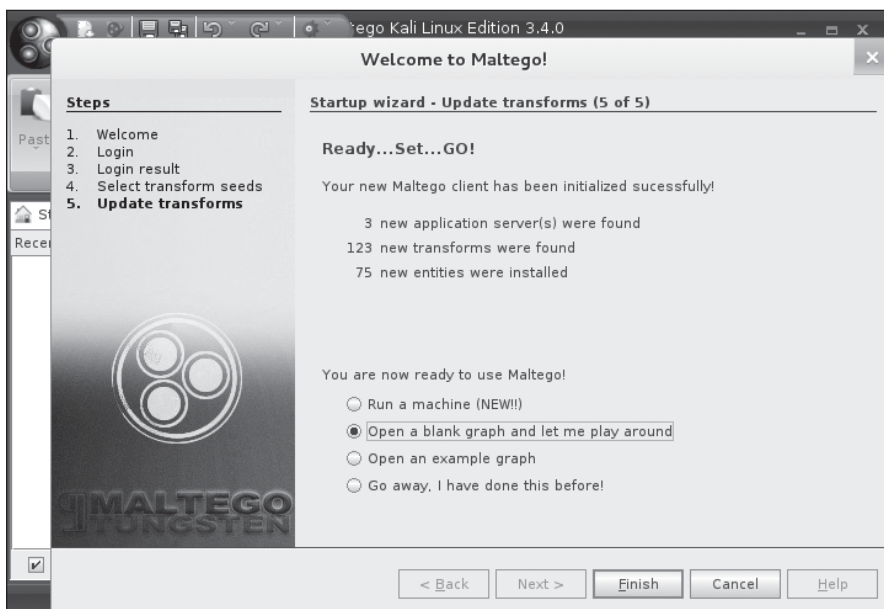 tego Kali Linux Edition 3.4.0
Welcome to Maltego!
Past
St
Recei
Steps
1. Welcome
2. Login
3. Login result
4. Select transform seeds
5. Update transforms
MALTEGO
TUNGSTEN
Startup wizard - Update transforms (5 of 5)
Ready...Set...GO!
Your new Maltego client has been initialized sucessfully!
3 new application server(s) were found
123 new transforms were found
75 new entities were installed
You are now ready to use Maltego!
Run a machine (NEW!!)
Open a blank graph and let me play around
Open an example graph
Go away, I have done this before!
< Back
Next >
Finish
Cancel
Help